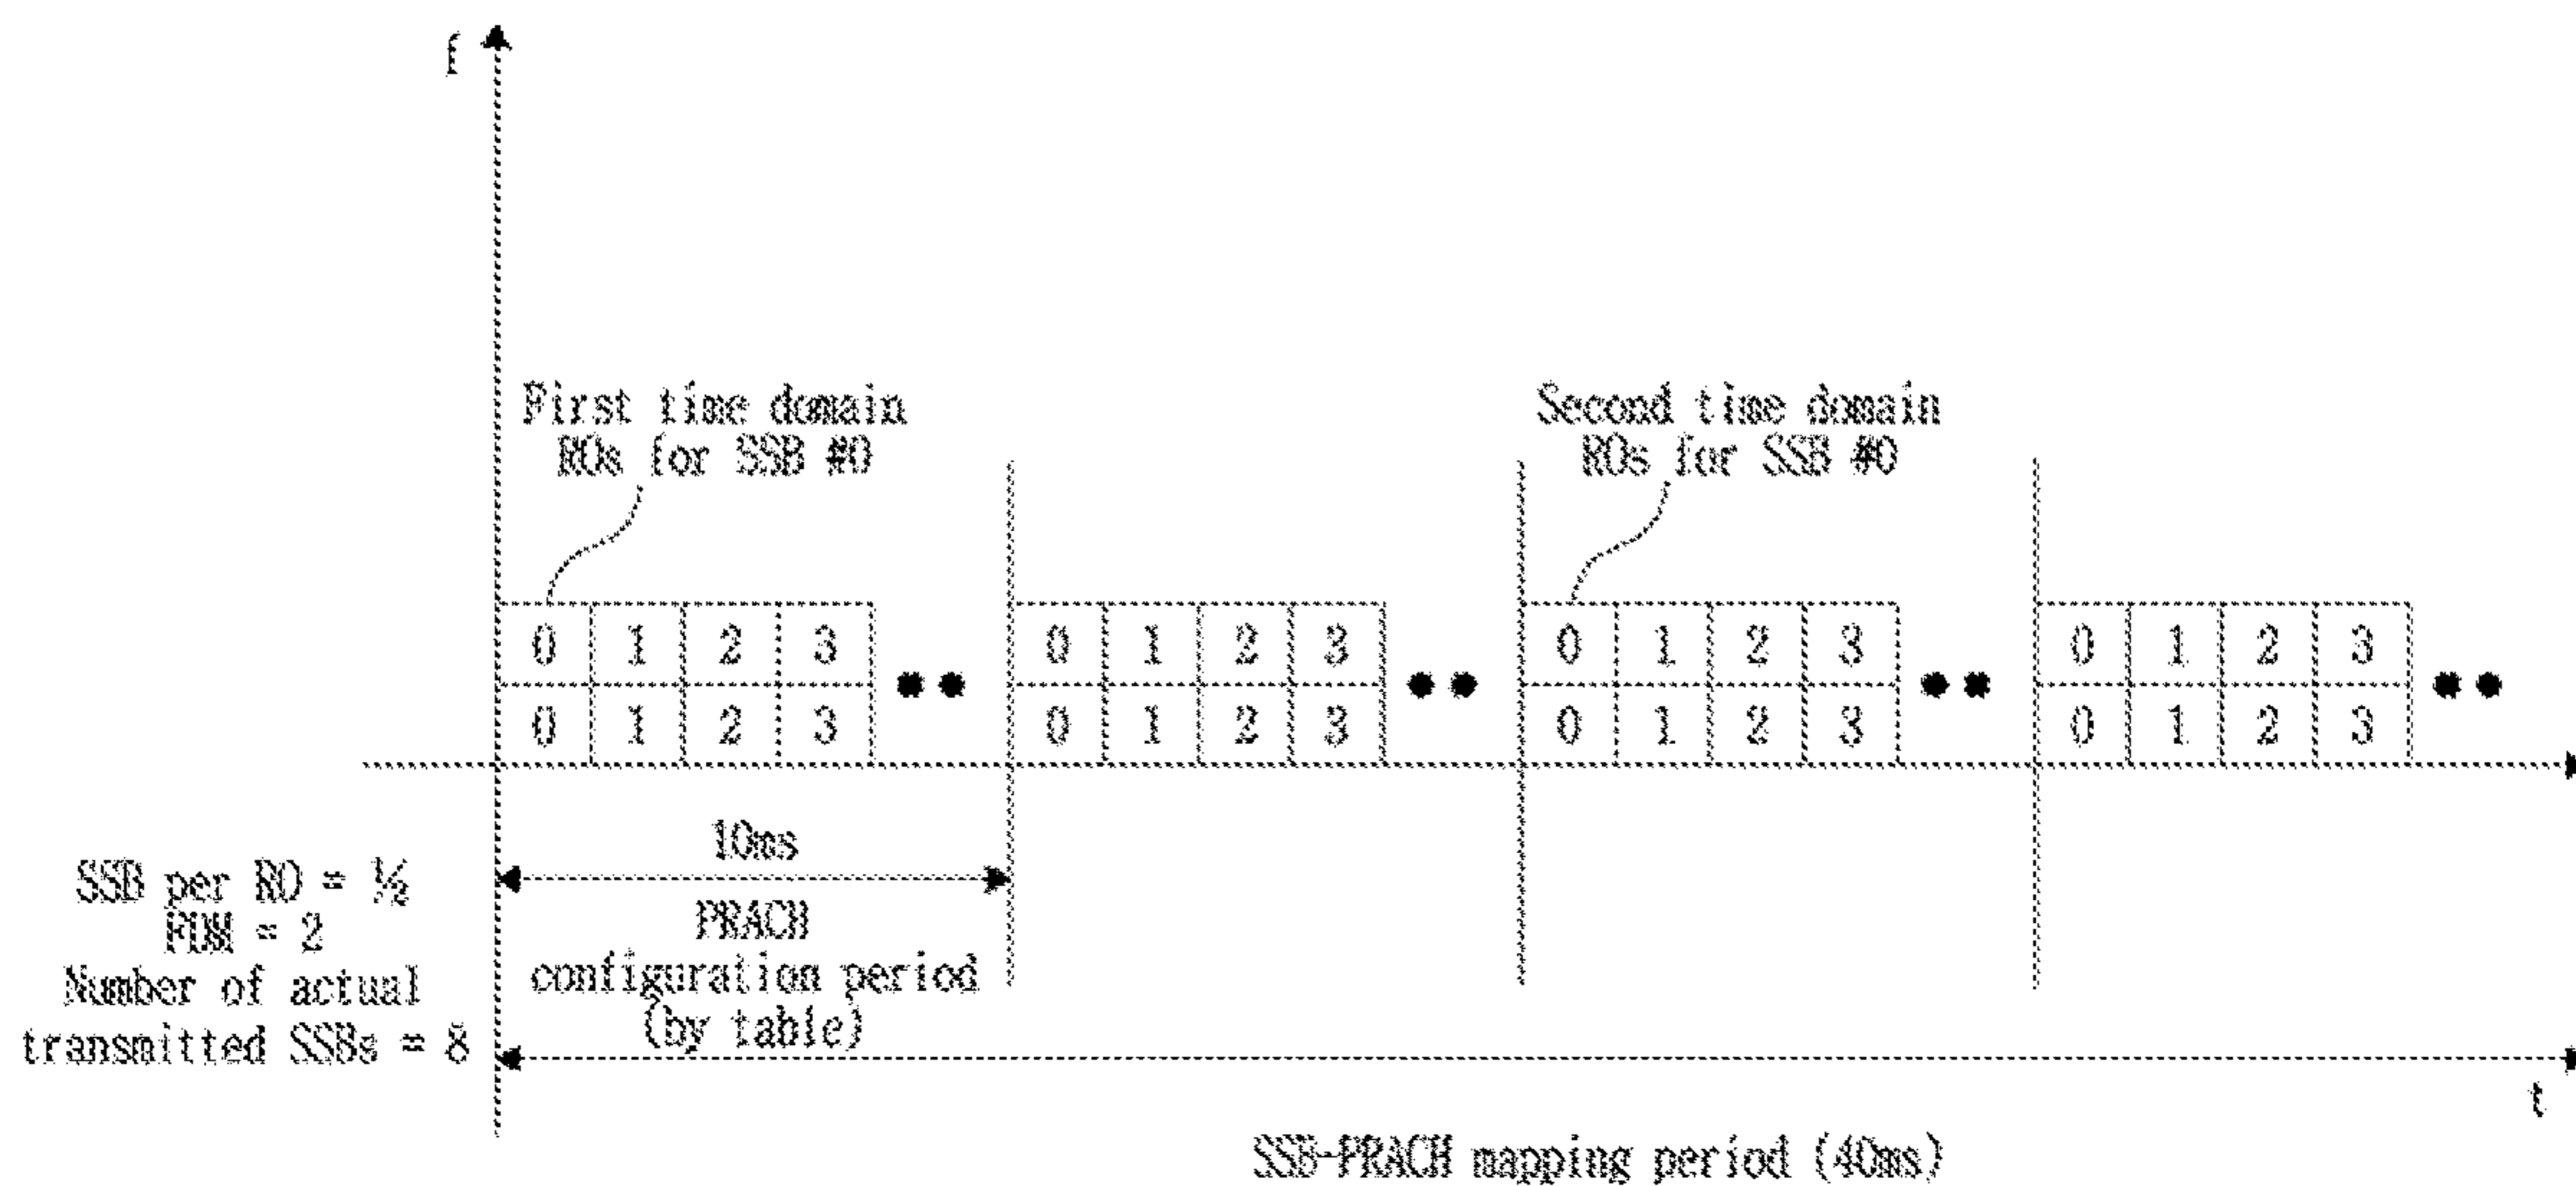 f
First time domain
ROs for SSB #0
Second time domain
ROs for SSB #0
0 1 2 3 0 1 2 3 0 1 2 3 0 1 2 3
0 1 2 3 0 1 2 3 0 1 2 3 0 1 2 3
10ms
PRACH
configuration period
(by table)
SSB per RO = ½
FDM = 2
Number of actual
transmitted SSBs = 8
t
SSB-PRACH mapping period (40ms)